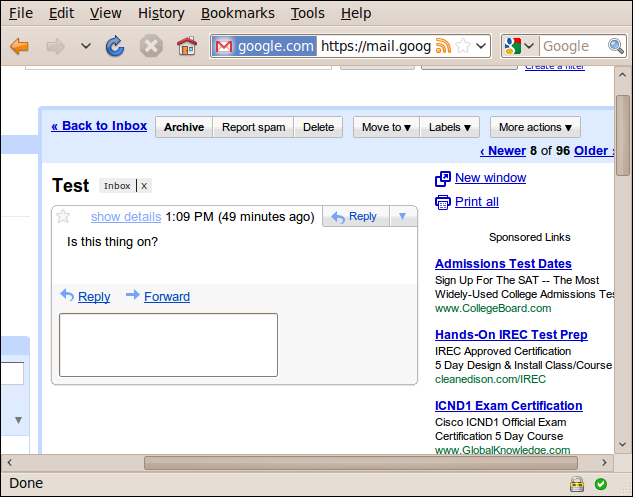 File Edit View History Bookmarks Tools Help
google.com https://mail.goog Google
Create a filter
« Back to Inbox Archive Report spam Delete Move to Labels More actions
‹ Newer 8 of 96 Older ›
Test Inbox X
New window
Print all
show details 1:09 PM (49 minutes ago) Reply
Is this thing on?
Reply Forward
Sponsored Links
Admissions Test Dates
Sign Up For The SAT -- The Most
Widely-Used College Admissions Tes
www.CollegeBoard.com
Hands-On IREC Test Prep
IREC Approved Certification
5 Day Design & Install Class/Course
cleanedison.com/IREC
ICND1 Exam Certification
Cisco ICND1 Official Exam
Certification 5 Day Course
www.GlobalKnowledge.com
Done